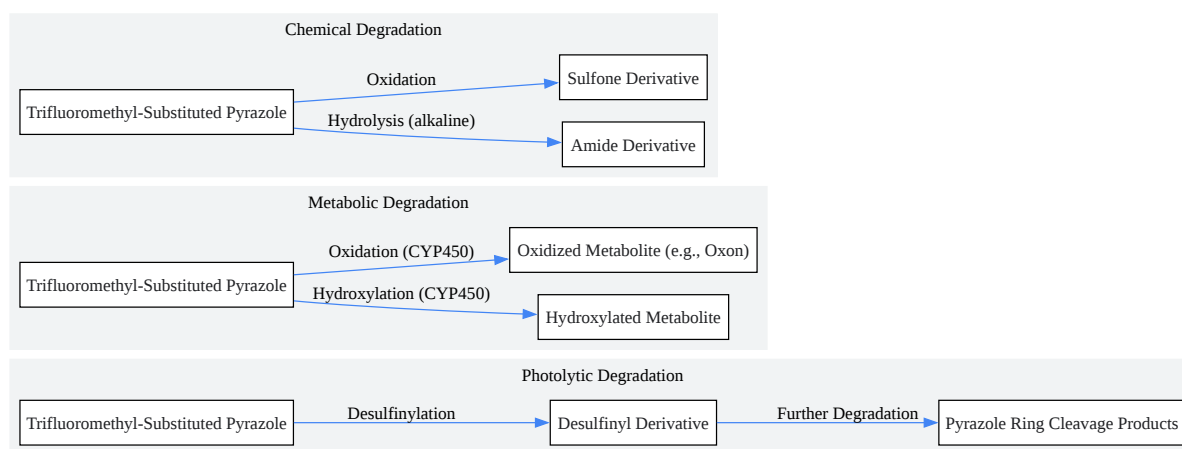 Chemical Degradation
Trifluoromethyl-Substituted Pyrazole
Oxidation
Sulfone Derivative
Hydrolysis (alkaline)
Amide Derivative
Metabolic Degradation
Trifluoromethyl-Substituted Pyrazole
Oxidation (CYP450)
Oxidized Metabolite (e.g., Oxon)
Hydroxylation (CYP450)
Hydroxylated Metabolite
Photolytic Degradation
Trifluoromethyl-Substituted Pyrazole
Desulfinylation
Desulfinyl Derivative
Further Degradation
Pyrazole Ring Cleavage Products